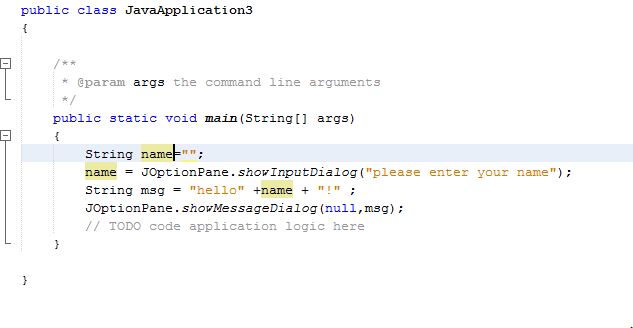 public class JavaApplication3
{
/**
* @param args the command line arguments
*/
public static void main(String[] args)
{
String name="";
name = JOptionPane.showInputDialog("please enter your name");
String msg = "hello" +name + "!" ;
JOptionPane.showMessageDialog(null,msg);
// TODO code application logic here
}
}